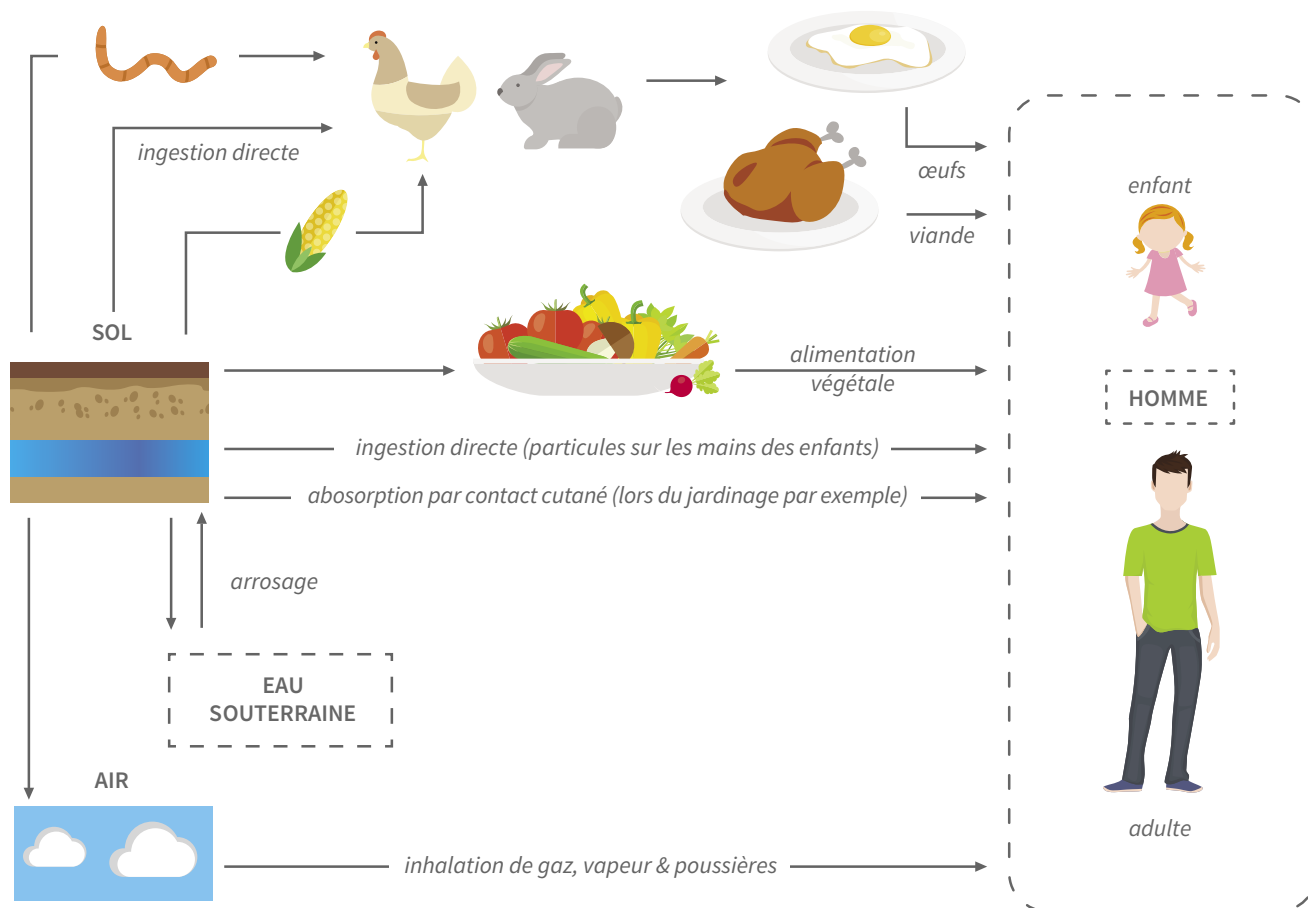 ingestion directe
œufs
viande
enfant
SOL
alimentation
végétale
HOMME
ingestion directe (particules sur les mains des enfants)
abosorption par contact cutané (lors du jardinage par exemple)
arrosage
EAU
SOUTERRAINE
AIR
adulte
inhalation de gaz, vapeur & poussières